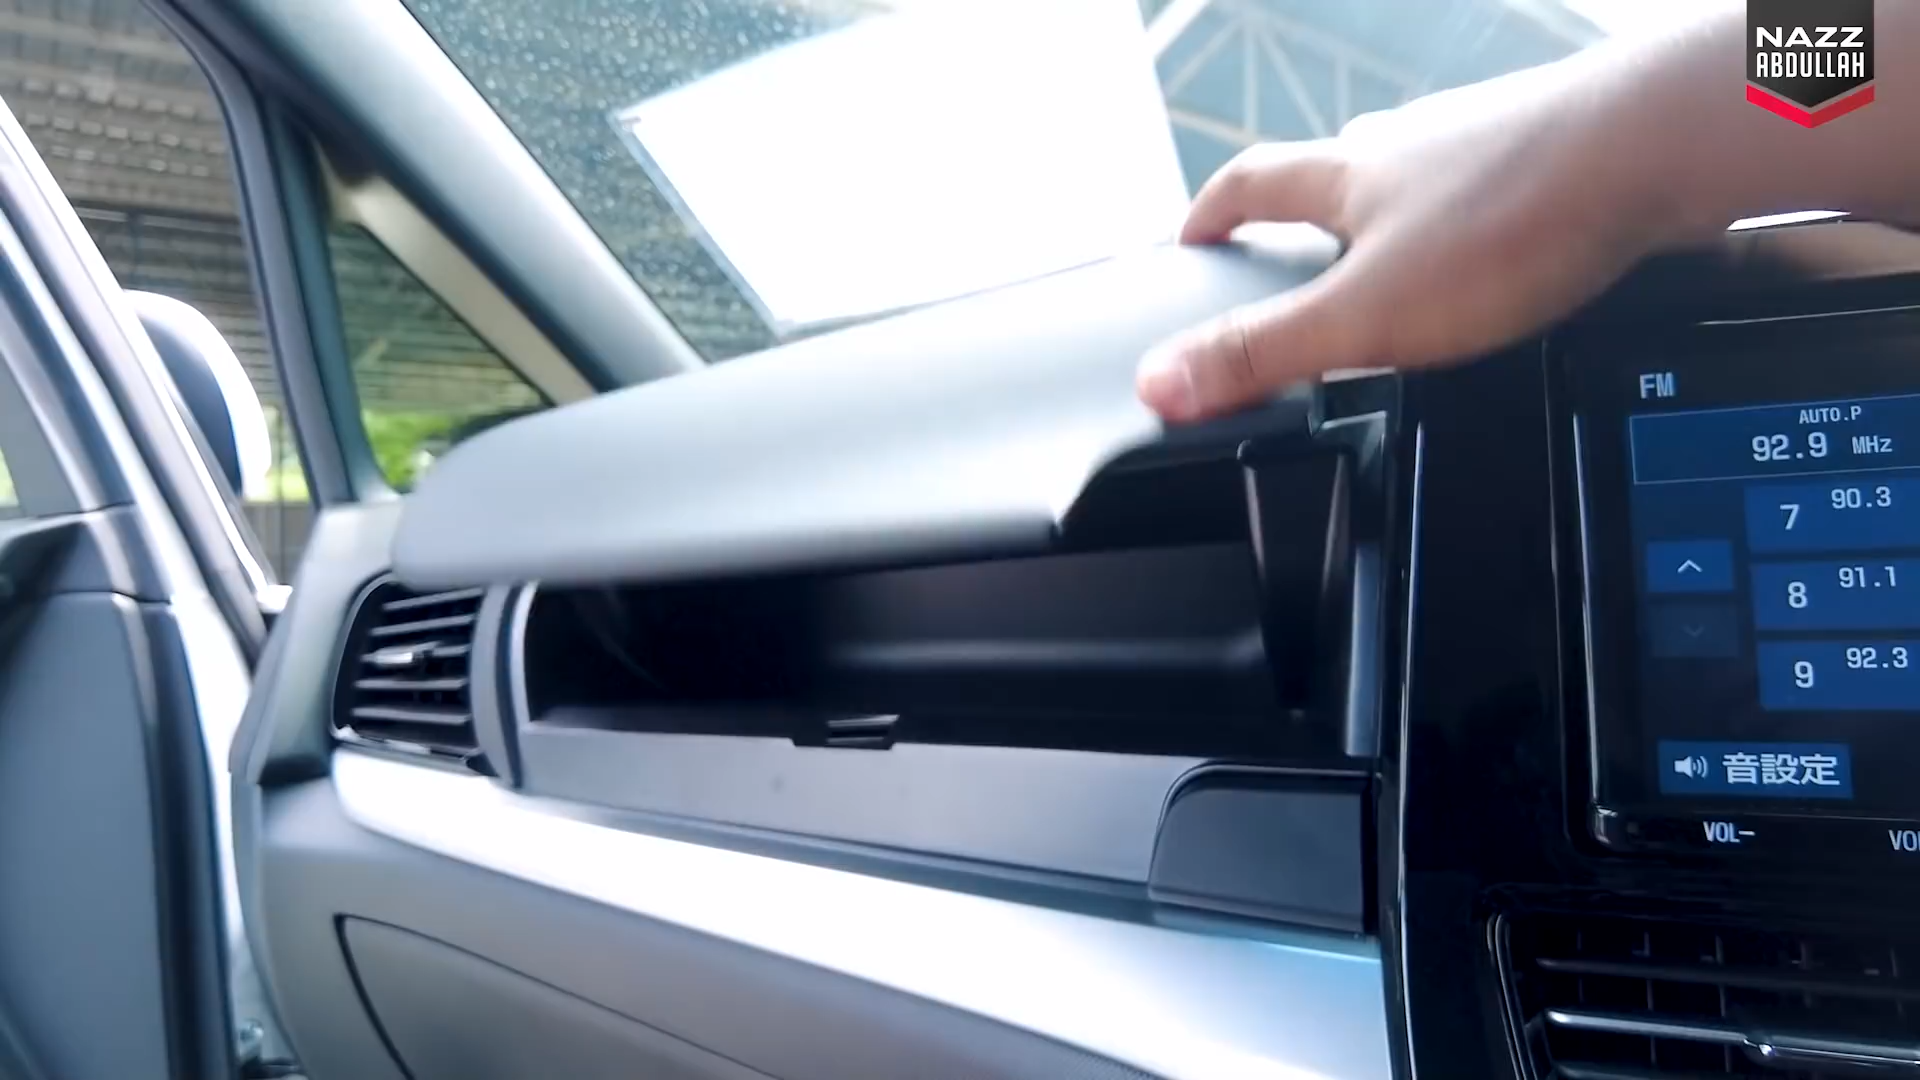 NAZZ
ABDULLAH
FM
AUTO.P
92.9 MHz
7 90.3
8 91.1
9 92.3
音設定
VOL-